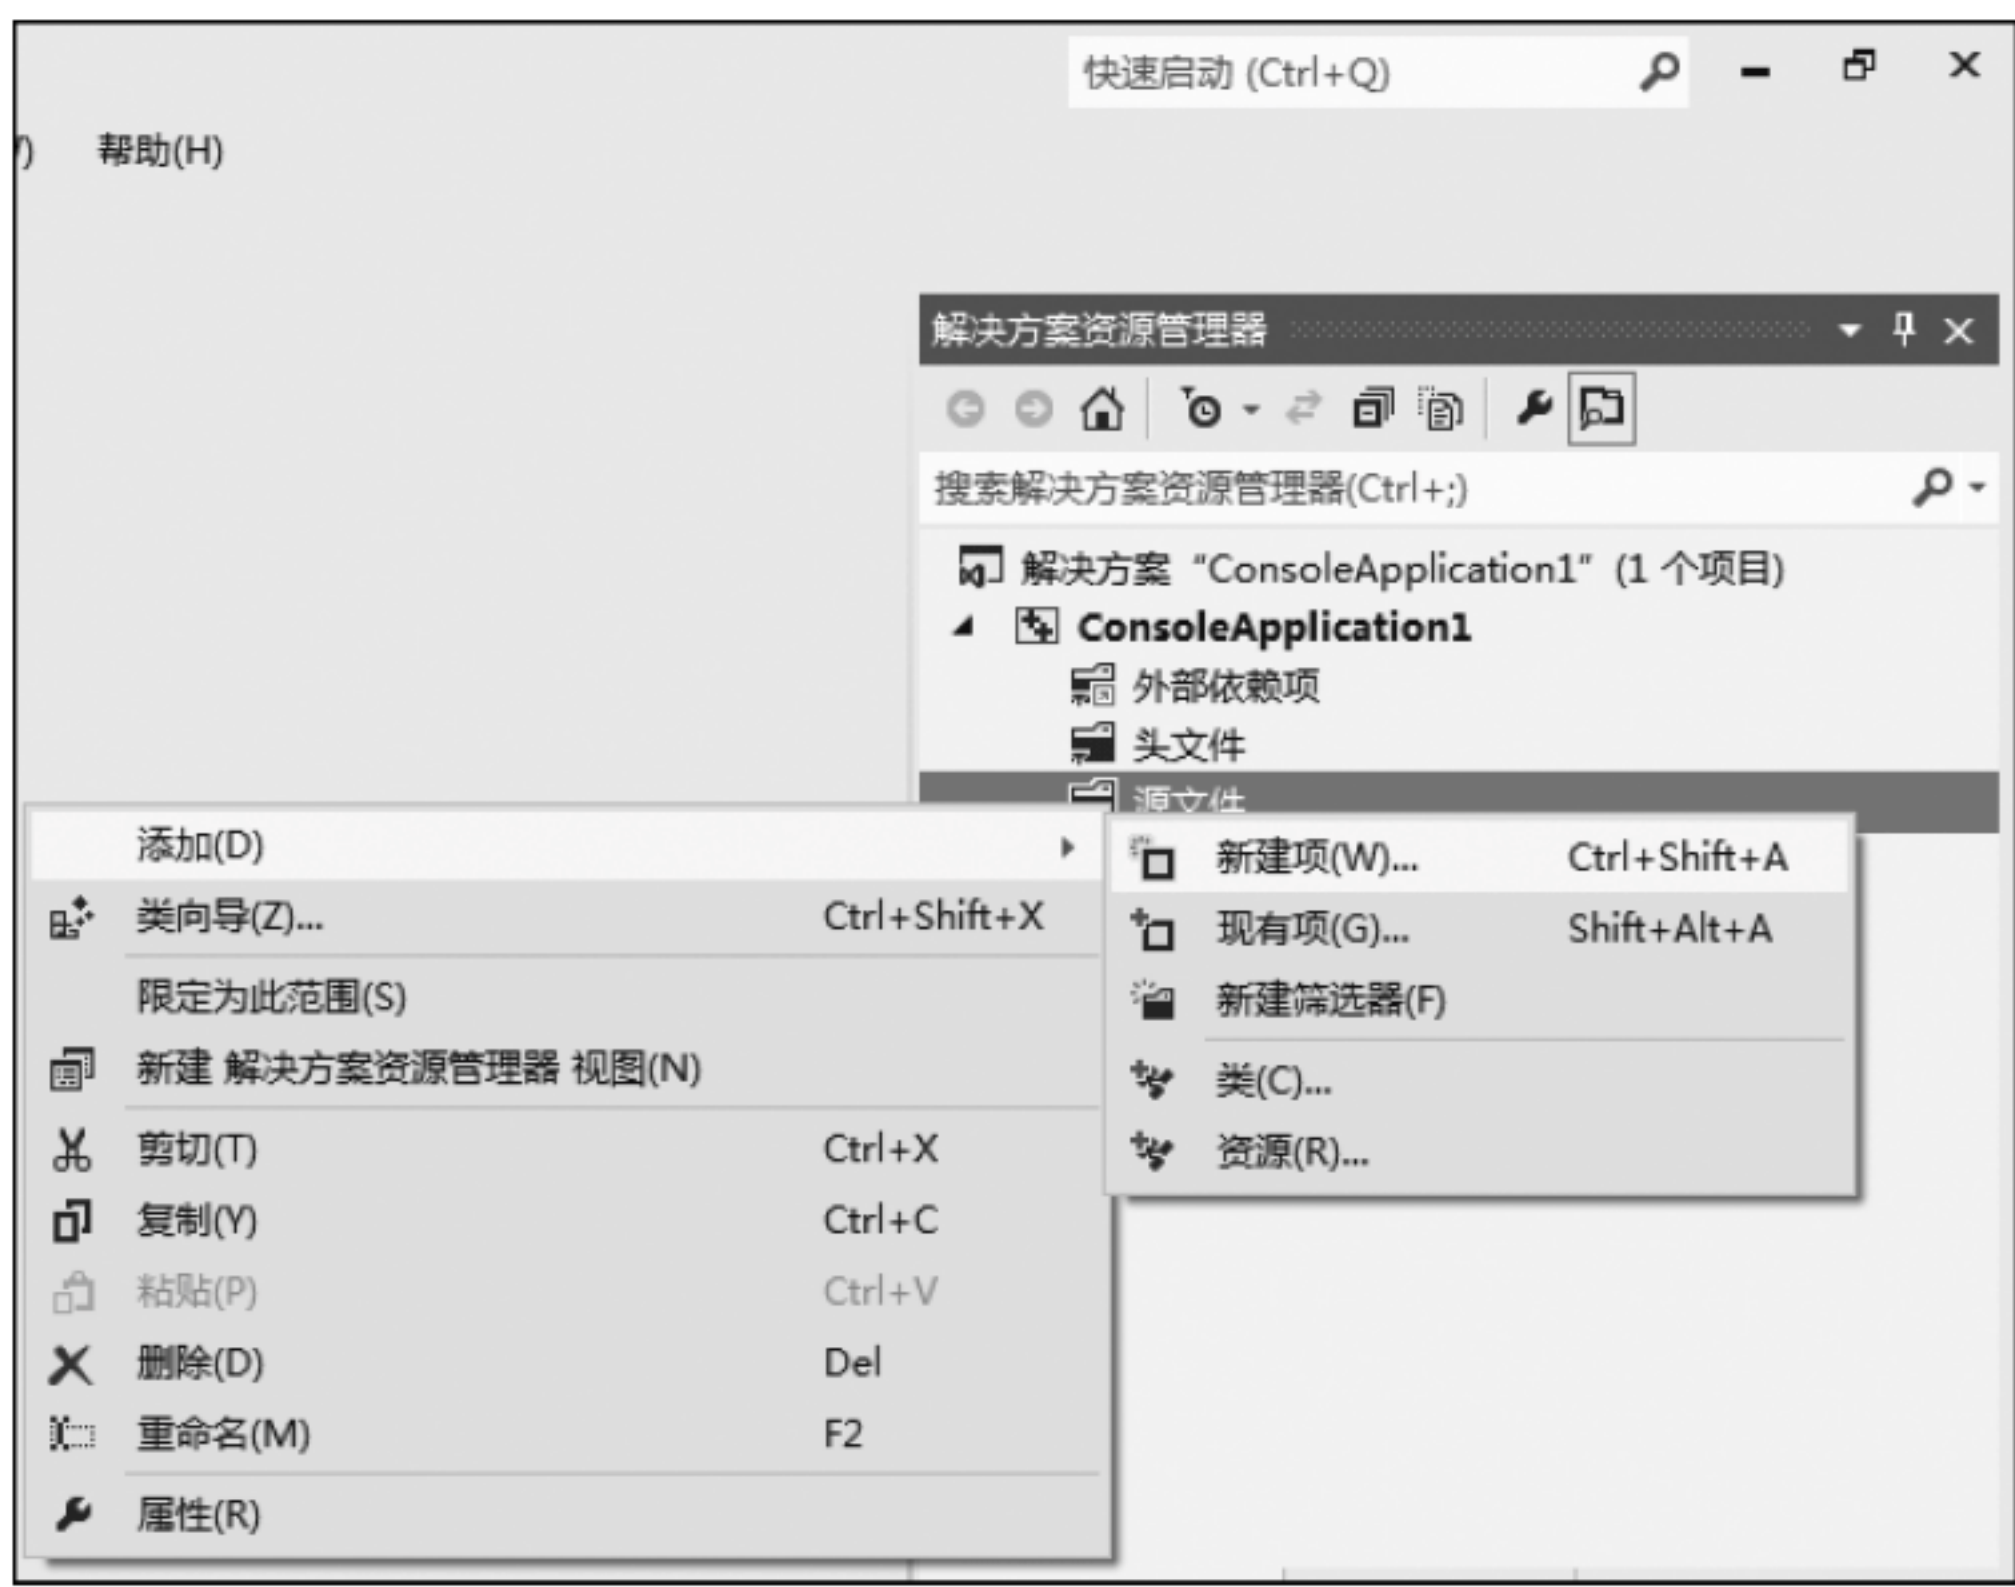 快速启动 (Ctrl+Q)
) 帮助(H)
解决方案资源管理器
搜索解决方案资源管理器(Ctrl+;)
解决方案 "ConsoleApplication1" (1 个项目)
ConsoleApplication1
外部依赖项
头文件
源文件
添加(D)
类向导(Z)... Ctrl+Shift+X
限定为此范围(S)
新建 解决方案资源管理器 视图(N)
剪切(T) Ctrl+X
复制(Y) Ctrl+C
粘贴(P) Ctrl+V
删除(D) Del
重命名(M) F2
属性(R)
新建项(W)... Ctrl+Shift+A
现有项(G)... Shift+Alt+A
新建筛选器(F)
类(C)...
资源(R)...